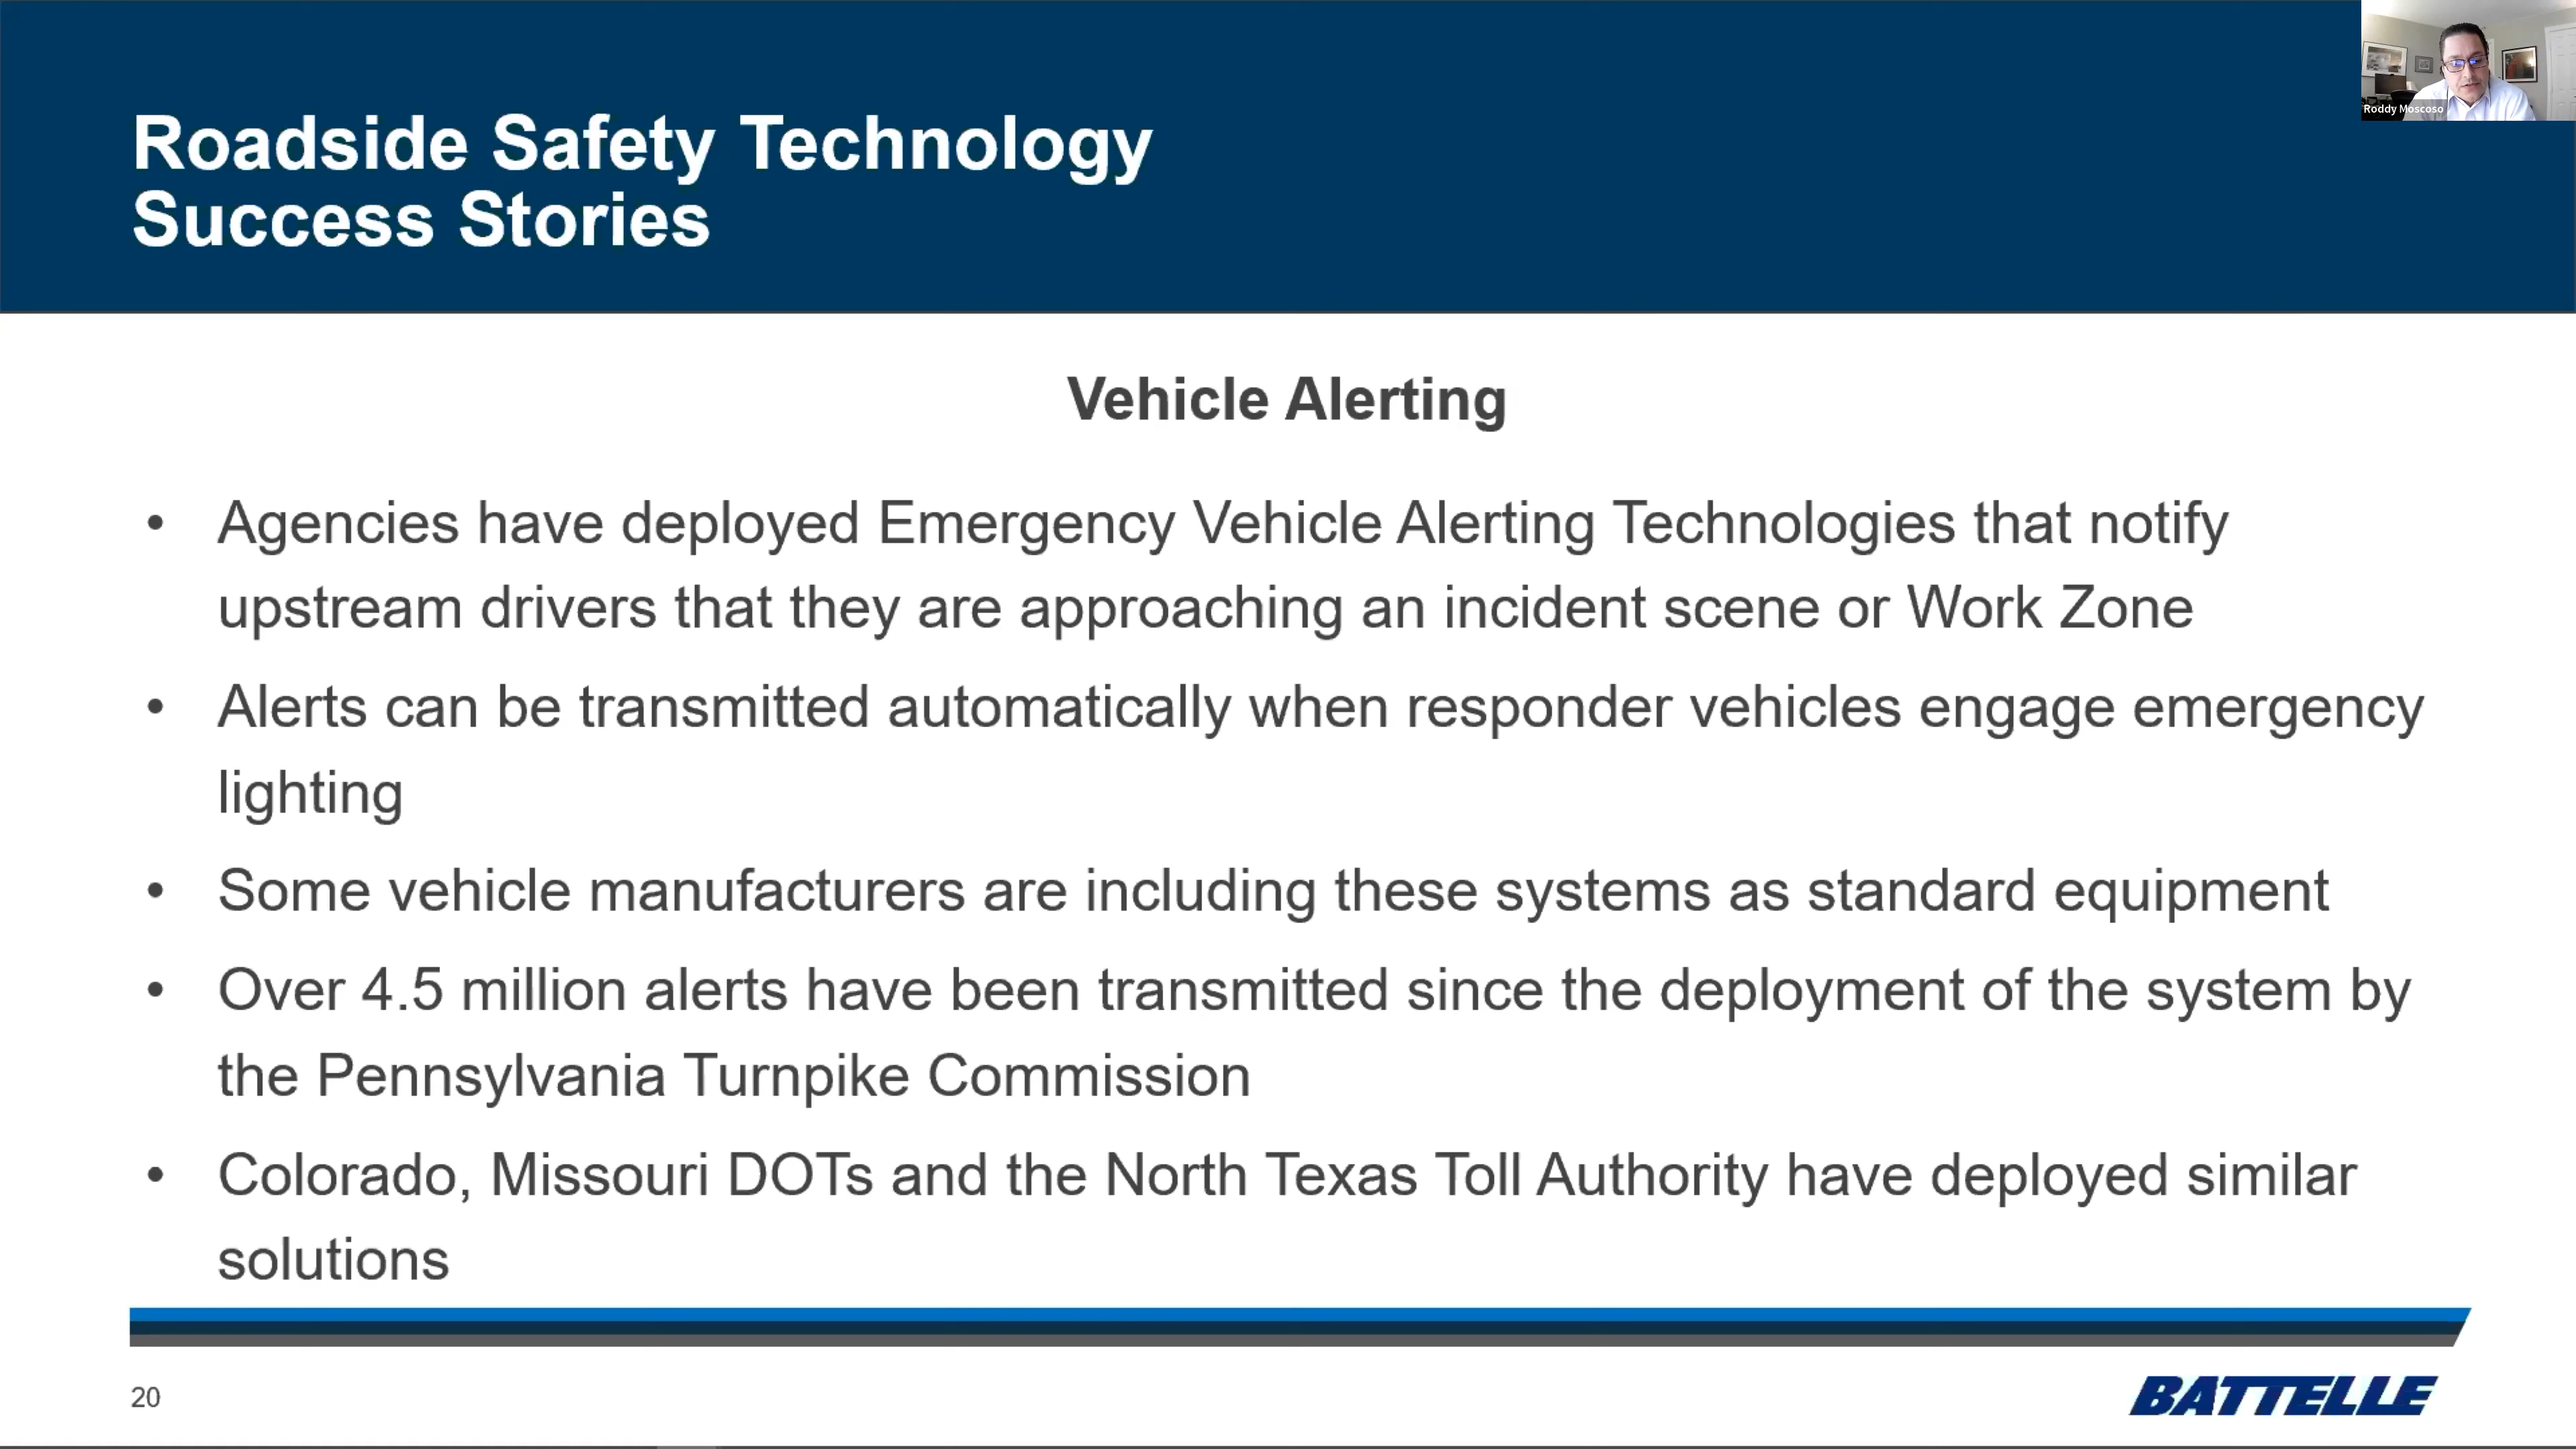 Roddy Moscoso
Roadside Safety Technology
Success Stories
Vehicle Alerting
• Agencies have deployed Emergency Vehicle Alerting Technologies that notify
upstream drivers that they are approaching an incident scene or Work Zone
• Alerts can be transmitted automatically when responder vehicles engage emergency
lighting
• Some vehicle manufacturers are including these systems as standard equipment
• Over 4.5 million alerts have been transmitted since the deployment of the system by
the Pennsylvania Turnpike Commission
• Colorado, Missouri DOTs and the North Texas Toll Authority have deployed similar
solutions
20
BATTELLE